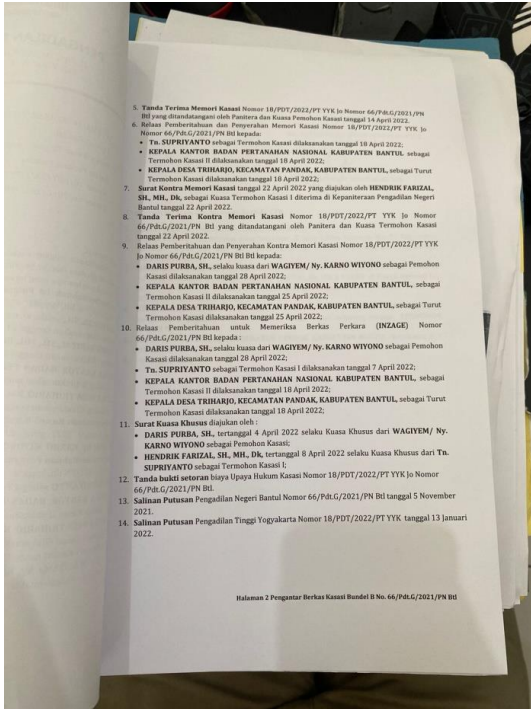 5. Tanda Terima Memori Kasasi Nomor 18/PDT/2022/PT YYK Jo Nomor 66/Pdt.G/2021/PN
Btl yang ditandatangani oleh Panitera dan Kuasa Pemohon Kasasi tanggal 14 April 2022.
6. Relaas Pemberitahuan dan Penyerahan Memori Kasasi Nomor 18/PDT/2022/PT YYK Jo
Nomor 66/Pdt.G/2021/PN Btl kepada:
• Tn. SUPRIYANTO sebagai Termohon Kasasi dilaksanakan tanggal 18 April 2022;
• KEPALA KANTOR BADAN PERTANAHAN NASIONAL KABUPATEN BANTUL, sebagai
Termohon Kasasi II dilaksanakan tanggal 18 April 2022;
• KEPALA DESA TRIHARJO, KECAMATAN PANDAK, KABUPATEN BANTUL, sebagai Turut
Termohon Kasasi dilaksanakan tanggal 18 April 2022;
7. Surat Kontra Memori Kasasi tanggal 22 April 2022 yang diajukan oleh HENDRIK FARIZAL,
SH., MH., Dk, sebagai Kuasa Termohon Kasasi I diterima di Kepaniteraan Pengadilan Negeri
Bantul tanggal 22 April 2022.
8. Tanda Terima Kontra Memori Kasasi Nomor 18/PDT/2022/PT YYK Jo Nomor
66/Pdt.G/2021/PN Btl yang ditandatangani oleh Panitera dan Kuasa Termohon Kasasi
tanggal 22 April 2022.
9. Relaas Pemberitahuan dan Penyerahan Kontra Memori Kasasi Nomor 18/PDT/2022/PT YYK
Jo Nomor 66/Pdt.G/2021/PN Btl Btl kepada:
• DARIS PURBA, SH., selaku kuasa dari WAGIYEM/ Ny. KARNO WIYONO sebagai Pemohon
Kasasi dilaksanakan tanggal 28 April 2022;
• KEPALA KANTOR BADAN PERTANAHAN NASIONAL KABUPATEN BANTUL, sebagai
Termohon Kasasi II dilaksanakan tanggal 25 April 2022;
• KEPALA DESA TRIHARJO, KECAMATAN PANDAK, KABUPATEN BANTUL, sebagai Turut
Termohon Kasasi dilaksanakan tanggal 25 April 2022;
10. Relaas Pemberitahuan untuk Memeriksa Berkas Perkara (INZAGE) Nomor
66/Pdt.G/2021/PN Btl kepada :
• DARIS PURBA, SH., selaku kuasa dari WAGIYEM/ Ny. KARNO WIYONO sebagai Pemohon
Kasasi dilaksanakan tanggal 28 April 2022;
• Tn. SUPRIYANTO sebagai Termohon Kasasi I dilaksanakan tanggal 7 April 2022;
• KEPALA KANTOR BADAN PERTANAHAN NASIONAL KABUPATEN BANTUL, sebagai
Termohon Kasasi II dilaksanakan tanggal 18 April 2022;
• KEPALA DESA TRIHARJO, KECAMATAN PANDAK, KABUPATEN BANTUL, sebagai Turut
Termohon Kasasi dilaksanakan tanggal 18 April 2022;
11. Surat Kuasa Khusus diajukan oleh :
• DARIS PURBA, SH., tertanggal 4 April 2022 selaku Kuasa Khusus dari WAGIYEM/ Ny.
KARNO WIYONO sebagai Pemohon Kasasi;
• HENDRIK FARIZAL, SH., MH., Dk, tertanggal 8 April 2022 selaku Kuasa Khusus dari Tn.
SUPRIYANTO sebagai Termohon Kasasi I;
12. Tanda bukti setoran biaya Upaya Hukum Kasasi Nomor 18/PDT/2022/PT YYK Jo Nomor
66/Pdt.G/2021/PN Btl.
13. Salinan Putusan Pengadilan Negeri Bantul Nomor 66/Pdt.G/2021/PN Btl tanggal 5 November
2021.
14. Salinan Putusan Pengadilan Tinggi Yogyakarta Nomor 18/PDT/2022/PT YYK tanggal 13 Januari
2022.
Halaman 2 Pengantar Berkas Kasasi Bundel B No. 66/Pdt.G/2021/PN Btl